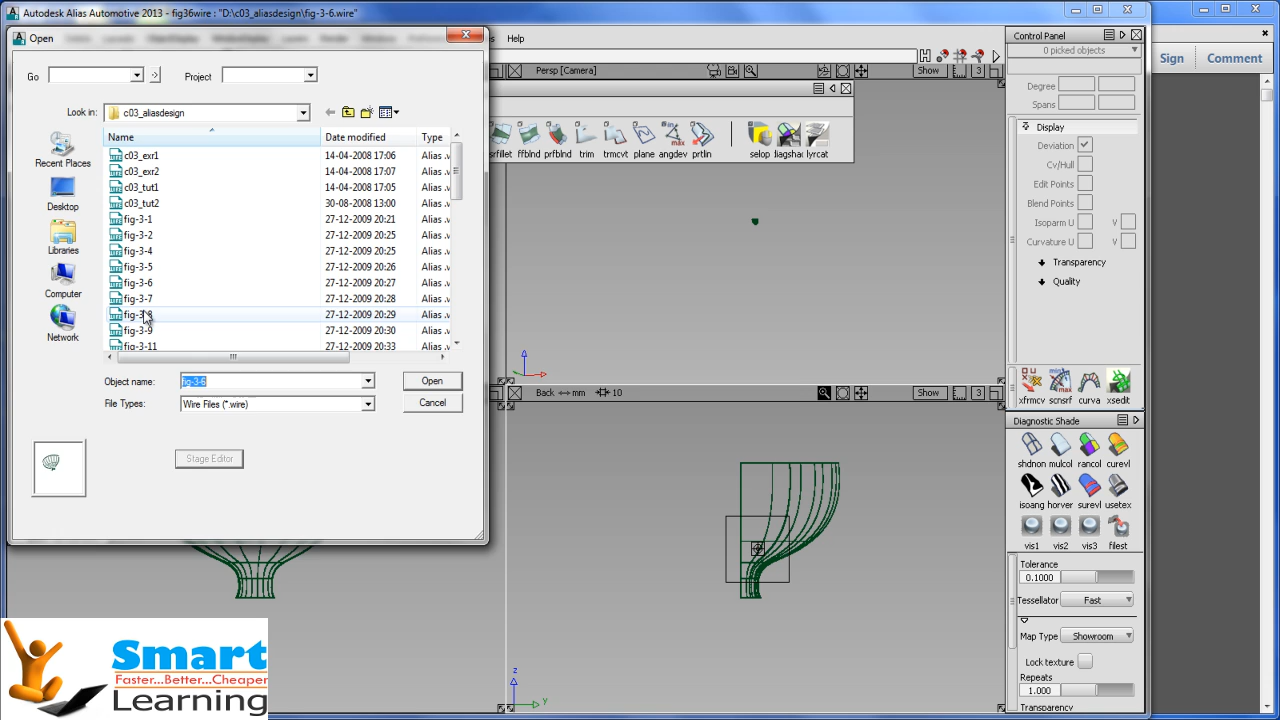 Autodesk Alias Automotive 2013 - fig36wire : "D:\c03_aliasdesign\fig-3-6.wire"
Open
Help
Go
Project
Look in: c03_aliasdesign
Name Date modified Type
c03_exr1 14-04-2008 17:06 Alias .v
c03_exr2 14-04-2008 17:07 Alias .v
c03_tut1 14-04-2008 17:05 Alias .v
c03_tut2 30-08-2008 13:00 Alias .v
fig-3-1 27-12-2009 20:21 Alias .v
fig-3-2 27-12-2009 20:25 Alias .v
fig-3-4 27-12-2009 20:25 Alias .v
fig-3-5 27-12-2009 20:26 Alias .v
fig-3-6 27-12-2009 20:27 Alias .v
fig-3-7 27-12-2009 20:28 Alias .v
fig-3-8 27-12-2009 20:29 Alias .v
fig-3-9 27-12-2009 20:30 Alias .v
fig-3-11 27-12-2009 20:33 Alias .v
Recent Places
Desktop
Libraries
Computer
Network
Object name: fig-3-6 Open
File Types: Wire Files (*.wire) Cancel
Stage Editor
Persp [Camera] Show 3
srfillet ffblnd prfblnd trim trmcvt plane angdev prtlin selop liagsha lyrcat
Back mm 10 Show 3
z
Y
Control Panel
0 picked objects
Degree
Spans
Display
Deviation
Cv/Hull
Edit Points
Blend Points
Isoparm U V
Curvature U V
Transparency
Quality
xfrmcv scnsrf curva xsedit
Diagnostic Shade
shdnon mulcol rancol curevl
isoang horver surevl usetex
vis1 vis2 vis3 filest
Tolerance
0.1000
Tessellator Fast
Map Type Showroom
Lock texture
Repeats
1.000
Transparency
Sign Comment
Smart
Faster...Better...Cheaper
Learning